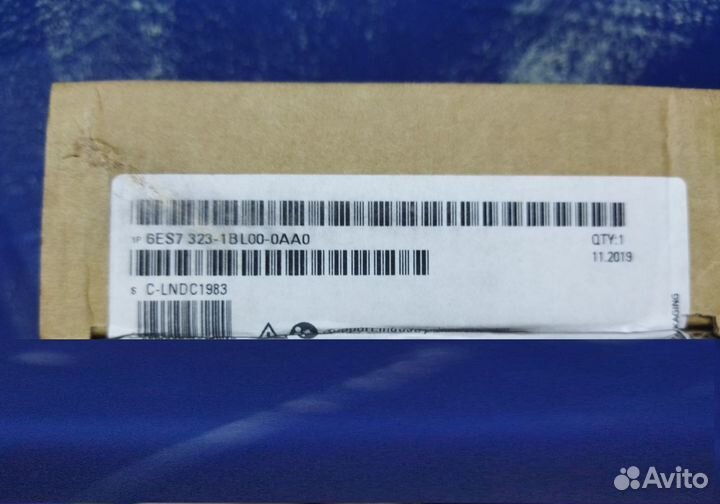 1P 6ES7 323-1BL00-0AA0
QTY:1
11.2019
S C-LNDC1983
Avito